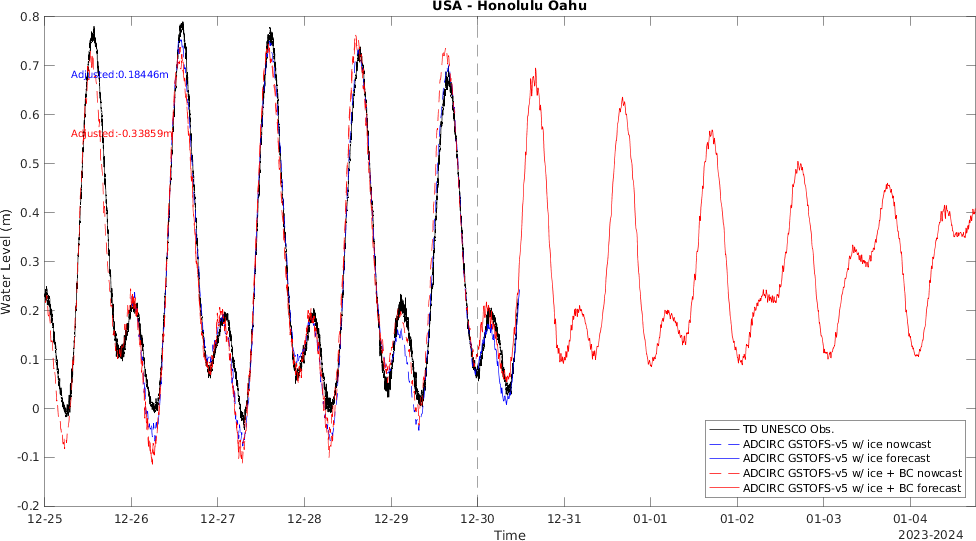 USA - Honolulu Oahu
0.8
0.7
0.6
0.5
0.4
0.3
0.2
0.1
0
-0.1
-0.2
Water Level (m)
Adjusted:0.18446m
Adjusted:-0.33859m
TD UNESCO Obs.
ADCIRC GSTOFS-v5 w/ ice nowcast
ADCIRC GSTOFS-v5 w/ ice forecast
ADCIRC GSTOFS-v5 w/ ice + BC nowcast
ADCIRC GSTOFS-v5 w/ ice + BC forecast
12-25 12-26 12-27 12-28 12-29 12-30 12-31 01-01 01-02 01-03 01-04
Time
2023-2024